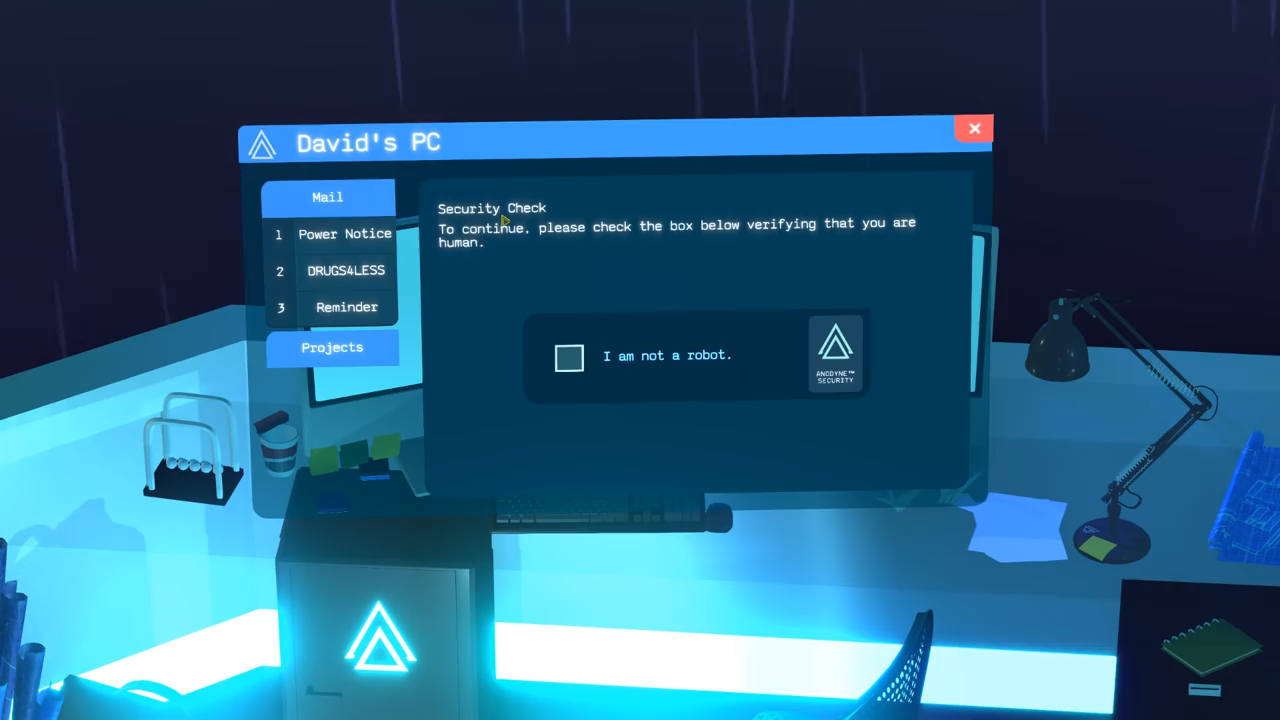 David's PC
Mail
1 Power Notice
2 DRUGS4LESS
3 Reminder
Projects
Security Check
To continue, please check the box below verifying that you are
human.
I am not a robot.
ANODYNE™
SECURITY